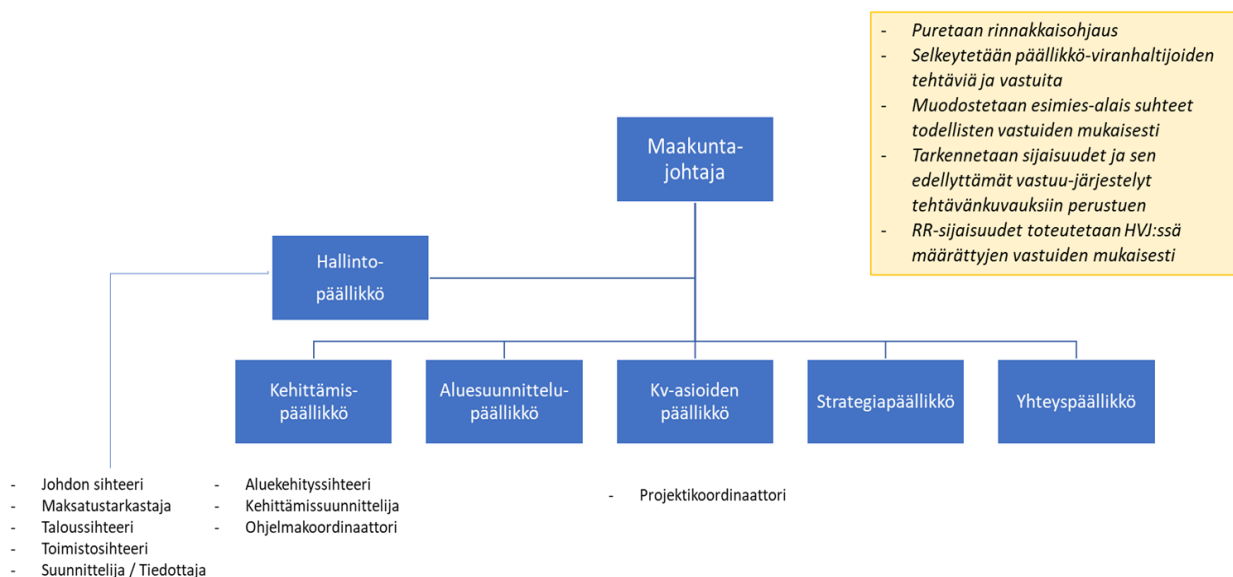 - Puretaan rinnakkaisohjaus
- Selkeytetään päällikkö-viranhaltijoiden
tehtäviä ja vastuita
- Muodostetaan esimies-alais suhteet
todellisten vastuiden mukaisesti
- Tarkennetaan sijaisuudet ja sen
edellyttämät vastuu-järjestelyt
tehtävänkuvauksiin perustuen
- RR-sijaisuudet toteutetaan HVJ:ssä
määrättyjen vastuiden mukaisesti
Maakunta-
johtaja
Hallinto-
päällikkö
Kehittämis-
päällikkö
Aluesuunnittelu-
päällikkö
Kv-asioiden
päällikkö
Strategiapäällikkö
Yhteyspäällikkö
- Johdon sihteeri
- Maksatustarkastaja
- Taloussihteeri
- Toimistosihteeri
- Suunnittelija / Tiedottaja
- Aluekehityssihteeri
- Kehittämissuunnittelija
- Ohjelmakoordinaattori
- Projektikoordinaattori